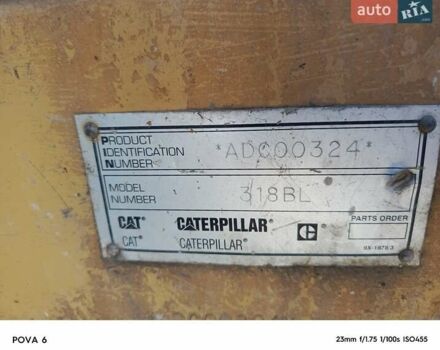 auto RIA.com
PRODUCT
IDENTIFICATION
NUMBER
*ADC00324*
MODEL
NUMBER
318BL
CAT® CATERPILLAR® C
CAT® CATERPILLAR®
PARTS ORDER
POVA 6
23mm f/1.75 1/100s ISO455